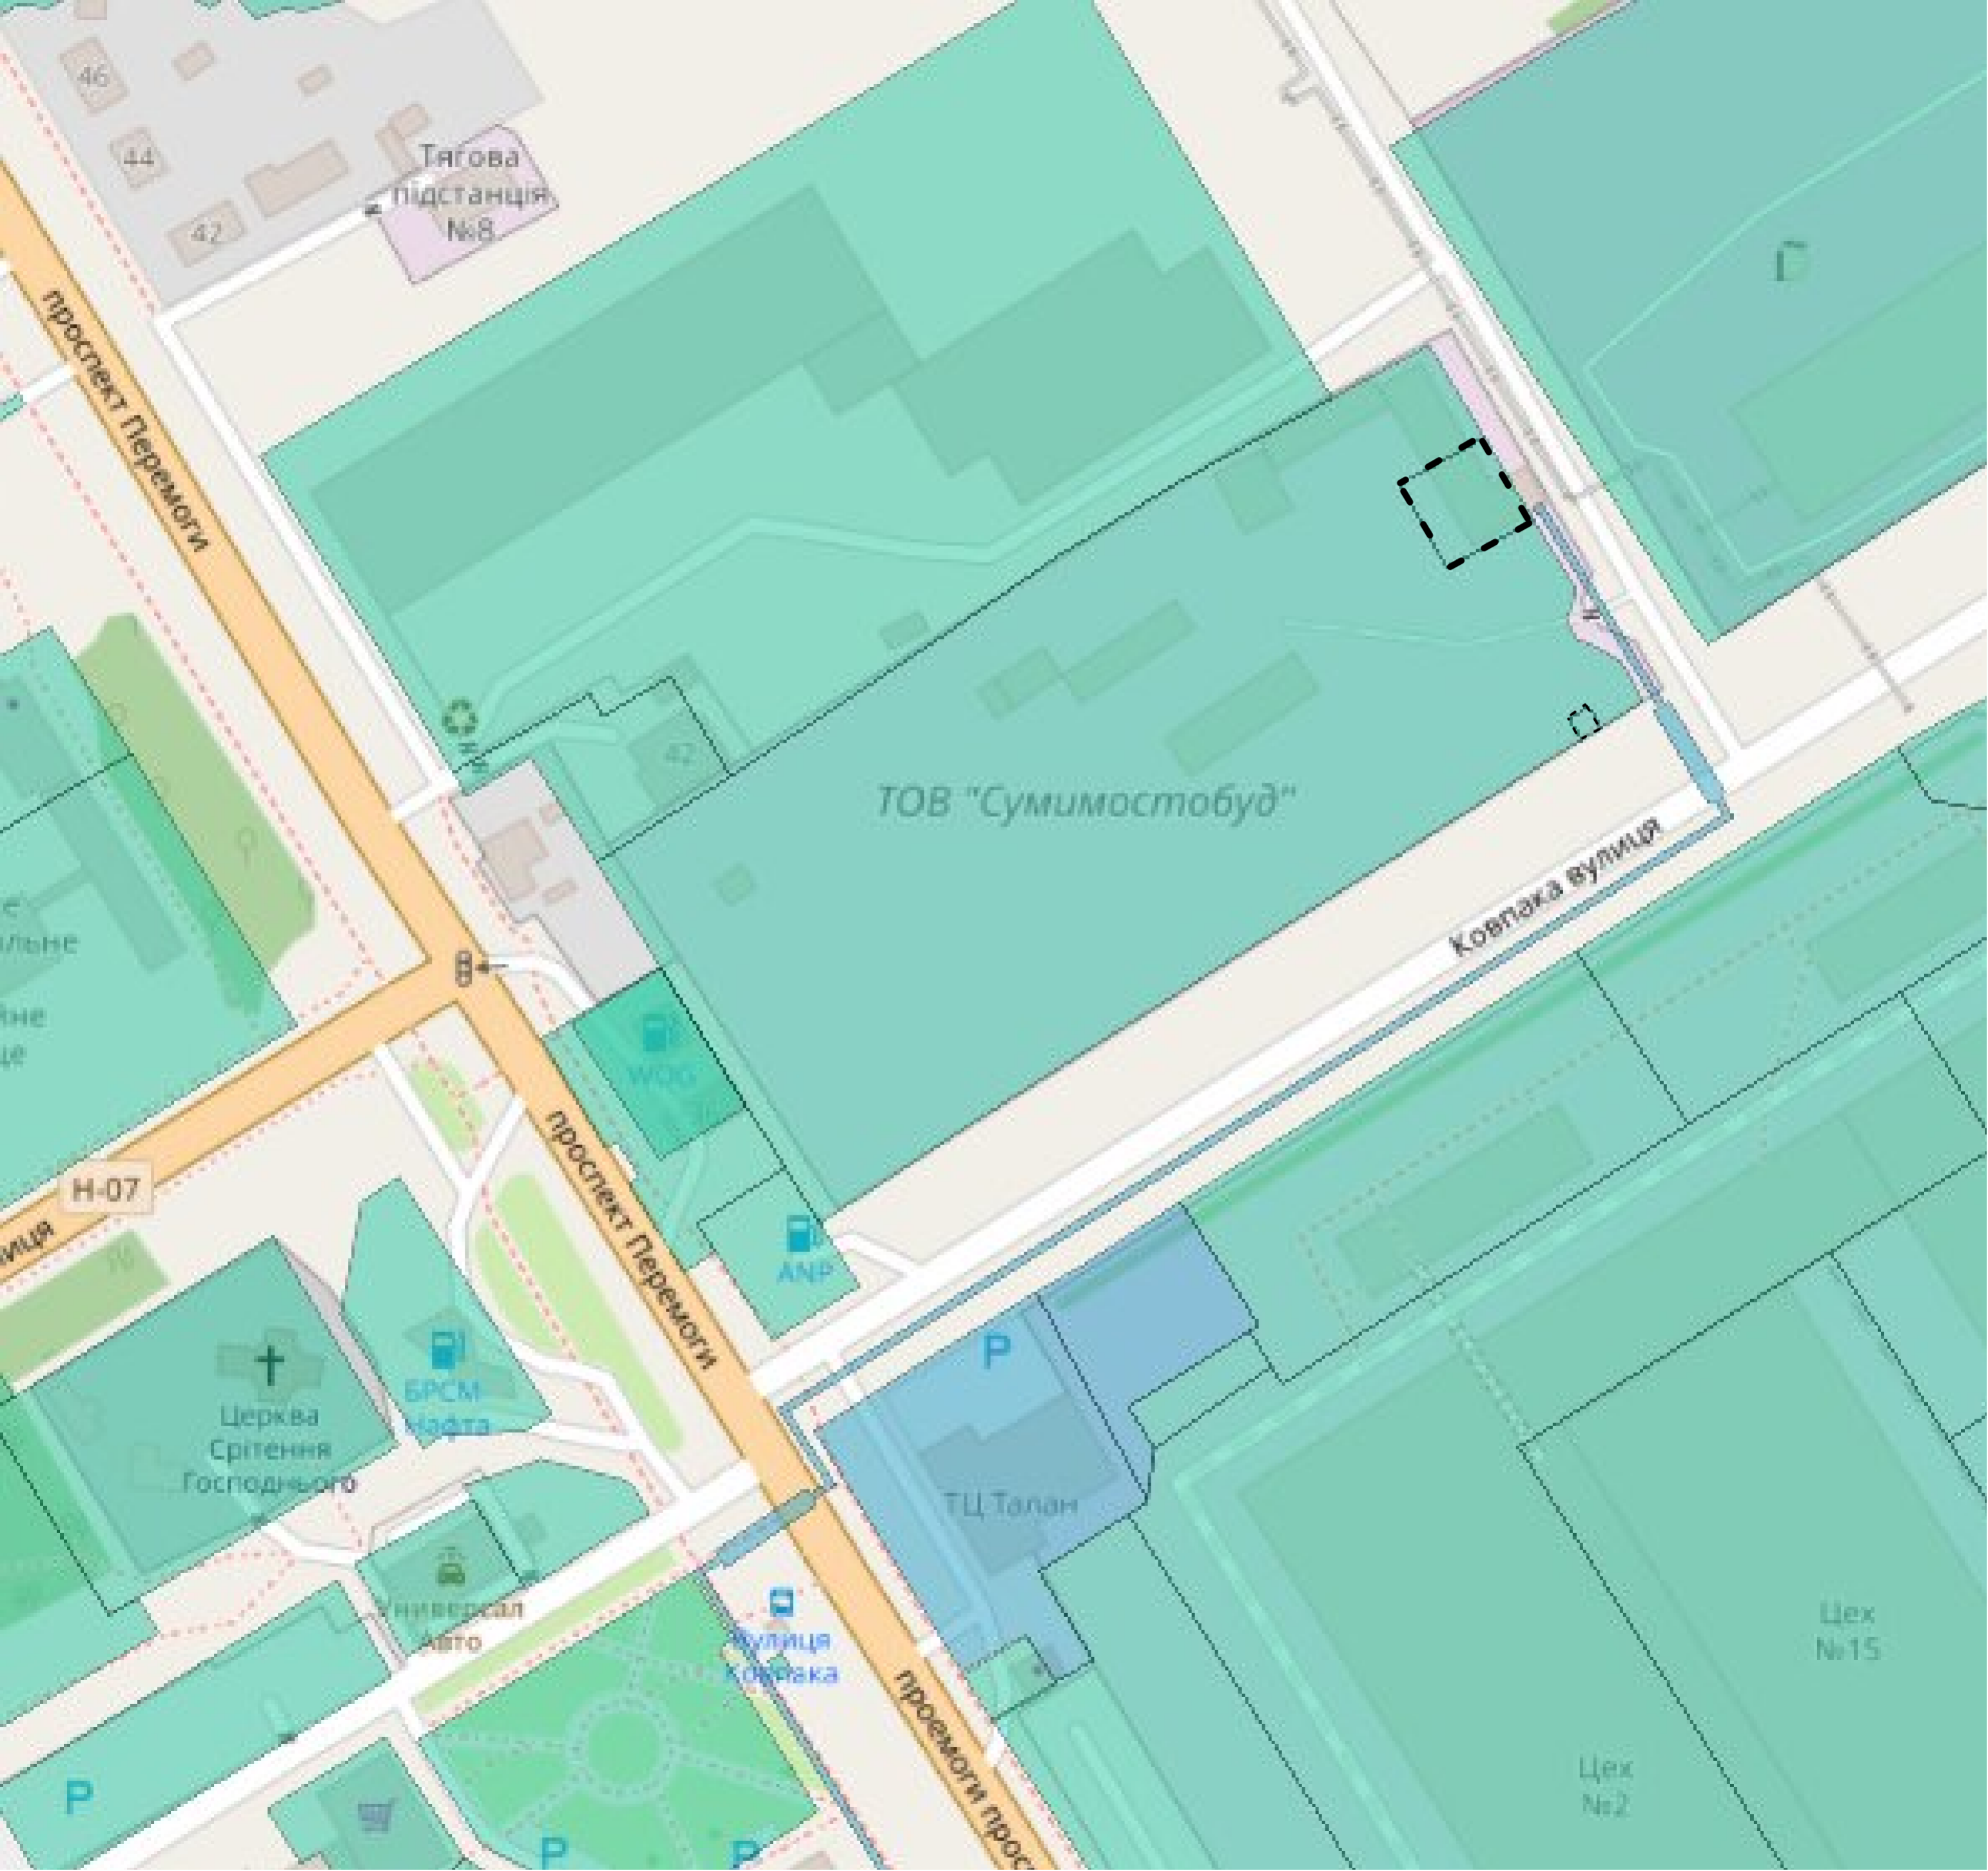 46
44
42
Тягова
підстанція
№8
проспект Перемоги
42
ТОВ "Сумимостобуд"
Ковпака вулиця
WOG
H-07
ANP
проспект Перемоги
P
БРСМ
Нафта
Церква
Срітення
Господнього
ТЦ Талан
Универсал
Авто
Вулиця
Ковпака
Цех
№15
Цех
№2
P
P
P